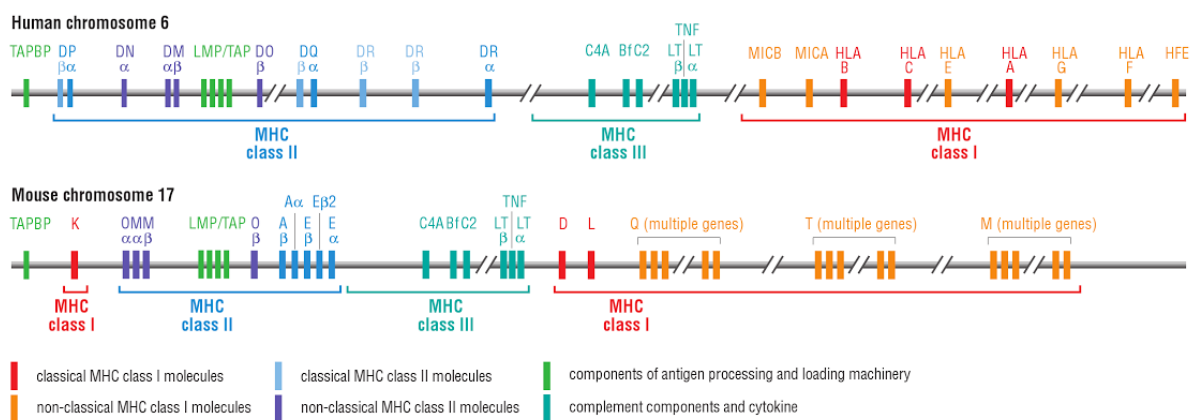 Human chromosome 6
TNF
TAPBP DP DN DM LMP/TAP DO DQ DR DR DR C4A Bf C2 LT LT MICB MICA HLA HLA HLA HLA HLA HLA HFE
βα α αβ β β α β β α β α B C E A G F
MHC MHC MHC
class II class III class I
Mouse chromosome 17
Aα Eβ2 TNF
TAPBP K OMM LMP/TAP O A E E C4A Bf C2 LT LT D L Q (multiple genes) T (multiple genes) M (multiple genes)
ααβ β β β α β α
MHC MHC MHC MHC
class I class II class III class I
classical MHC class I molecules classical MHC class II molecules components of antigen processing and loading machinery
non-classical MHC class I molecules non-classical MHC class II molecules complement components and cytokine